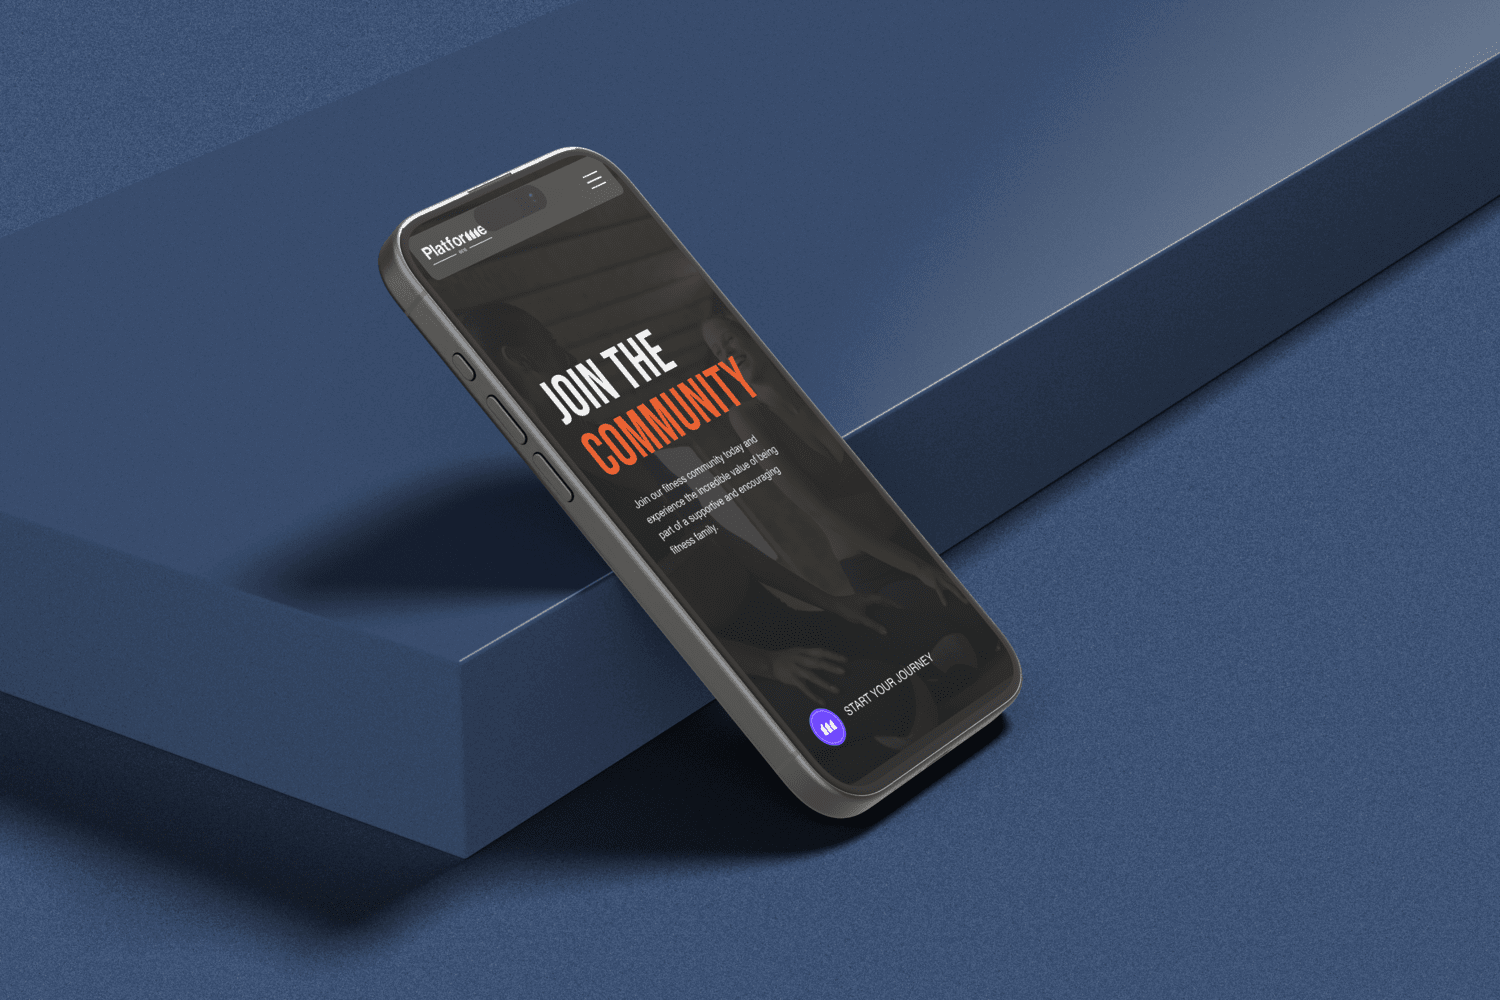 Platforme
JOIN THE
COMMUNITY
Join our fitness community today and
experience the incredible value of being
part of a supportive and encouraging
fitness family.
START YOUR JOURNEY